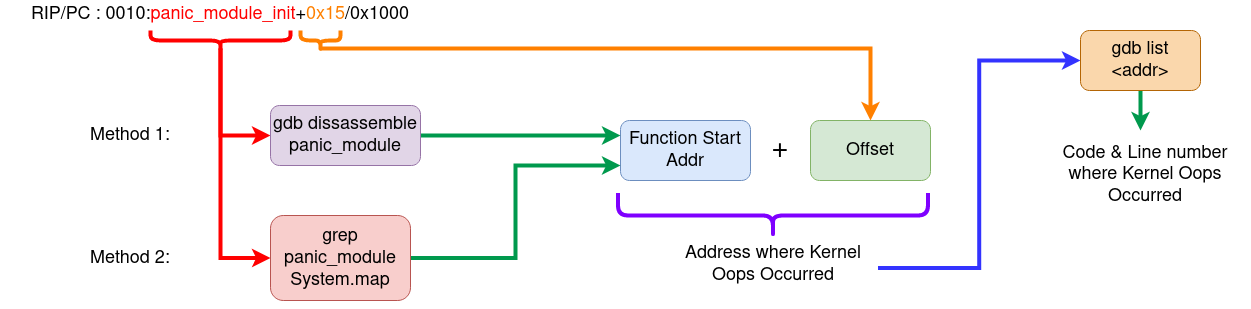 RIP/PC : 0010:panic_module_init+0x15/0x1000
gdb list
<addr>
Method 1:
gdb dissassemble
panic_module
Function Start
Addr
+
Offset
Code & Line number
where Kernel Oops
Occurred
Method 2:
grep
panic_module
System.map
Address where Kernel
Oops Occurred